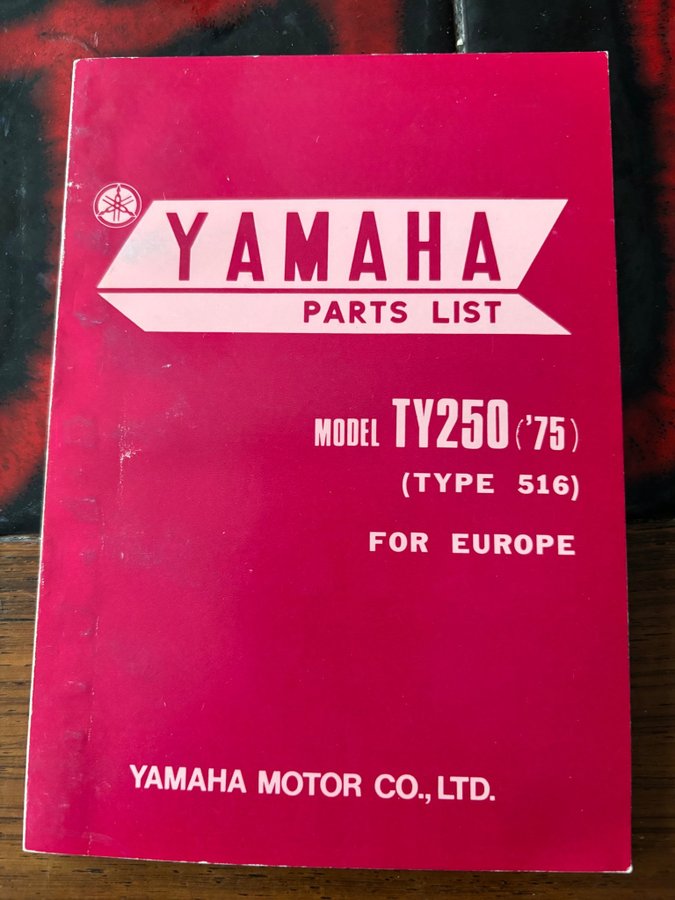 YAMAHA
PARTS LIST
MODEL TY250 ('75)
(TYPE 516)
FOR EUROPE
YAMAHA MOTOR CO., LTD.